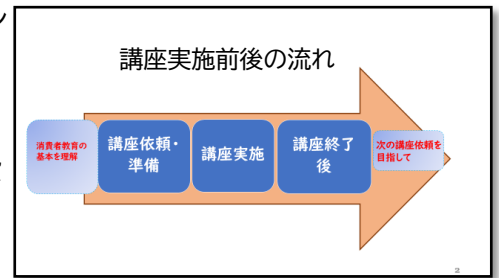 講座実施前後の流れ
消費者教育の
基本を理解
講座依頼・
準備
講座実施
講座終了
後
次の講座依頼を
目指して
2